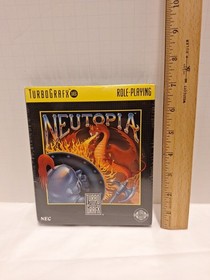 TURBOGRAFX 16
ROLE-PLAYING
NEUTOPIA
TURBO
GRAFX
NEC